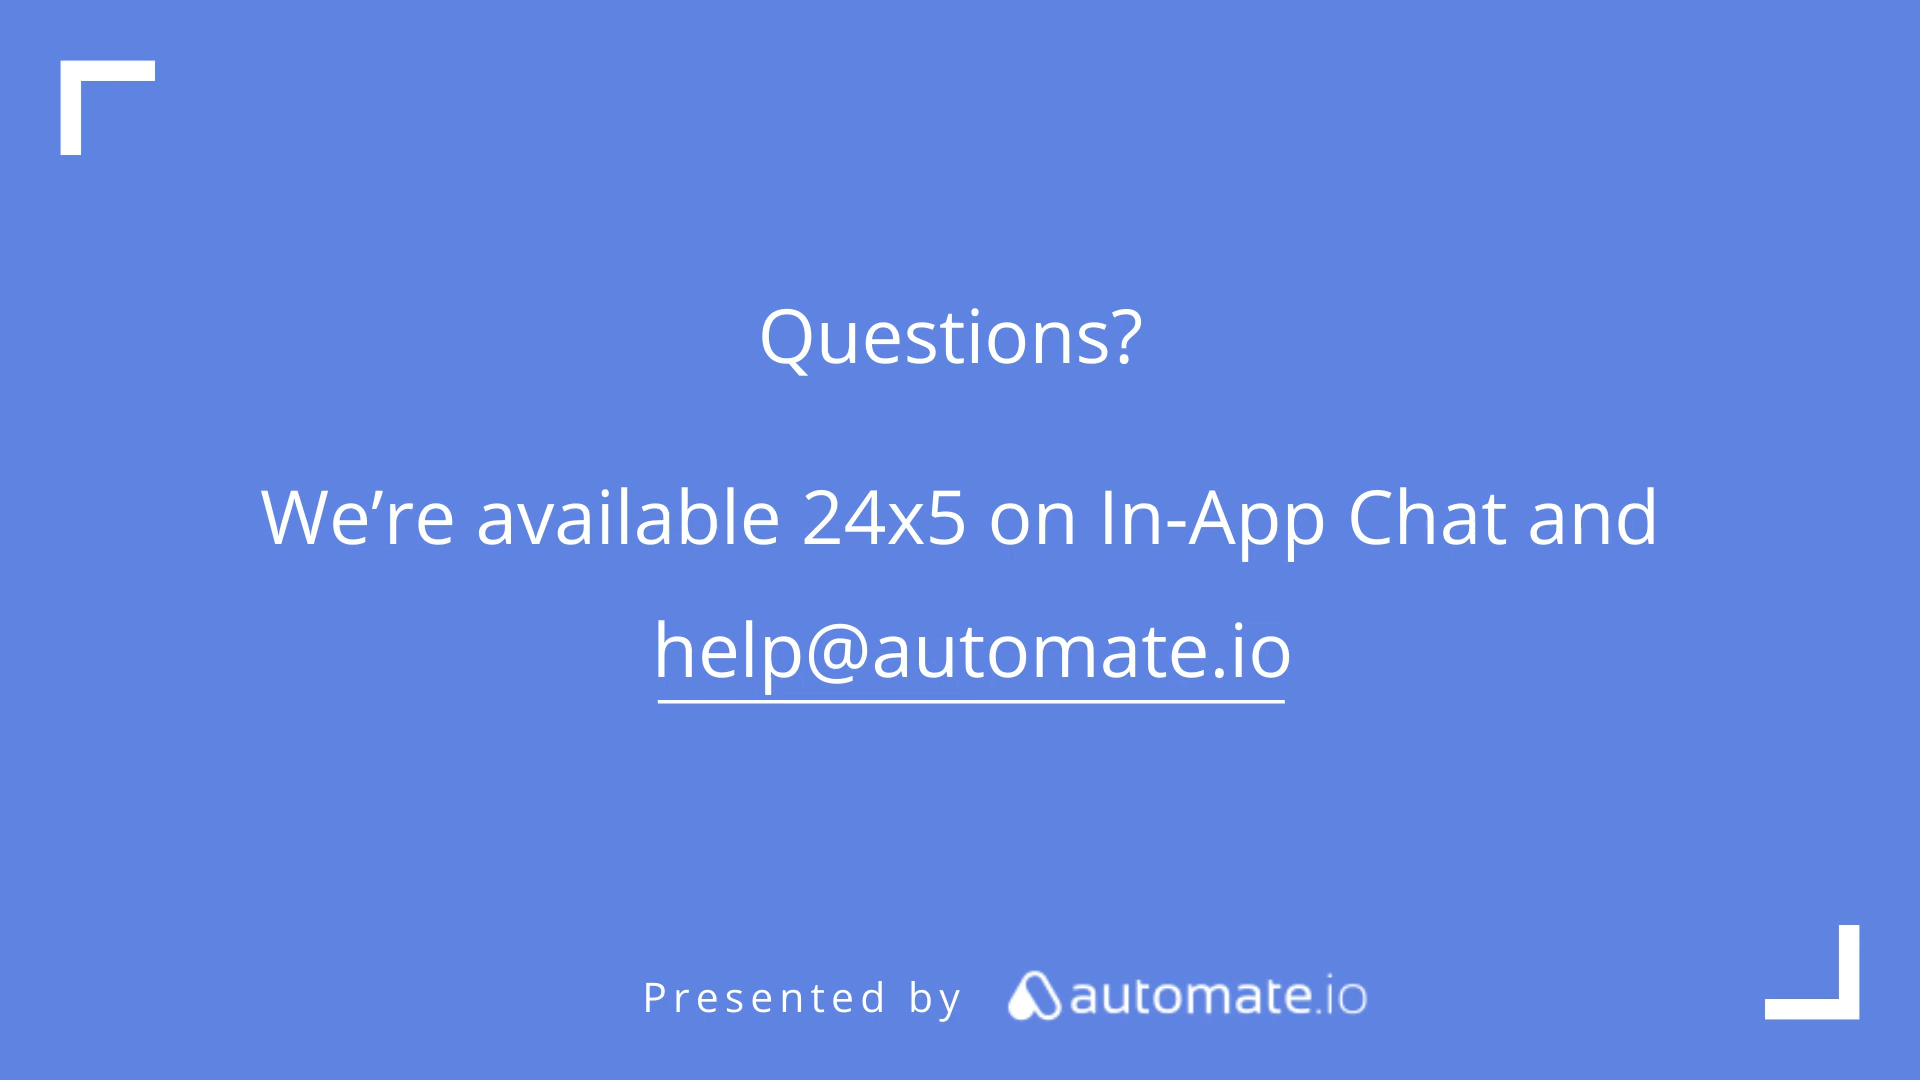 Questions?
We’re available 24x5 on In-App Chat and
help@automate.io
Presented by automate.io